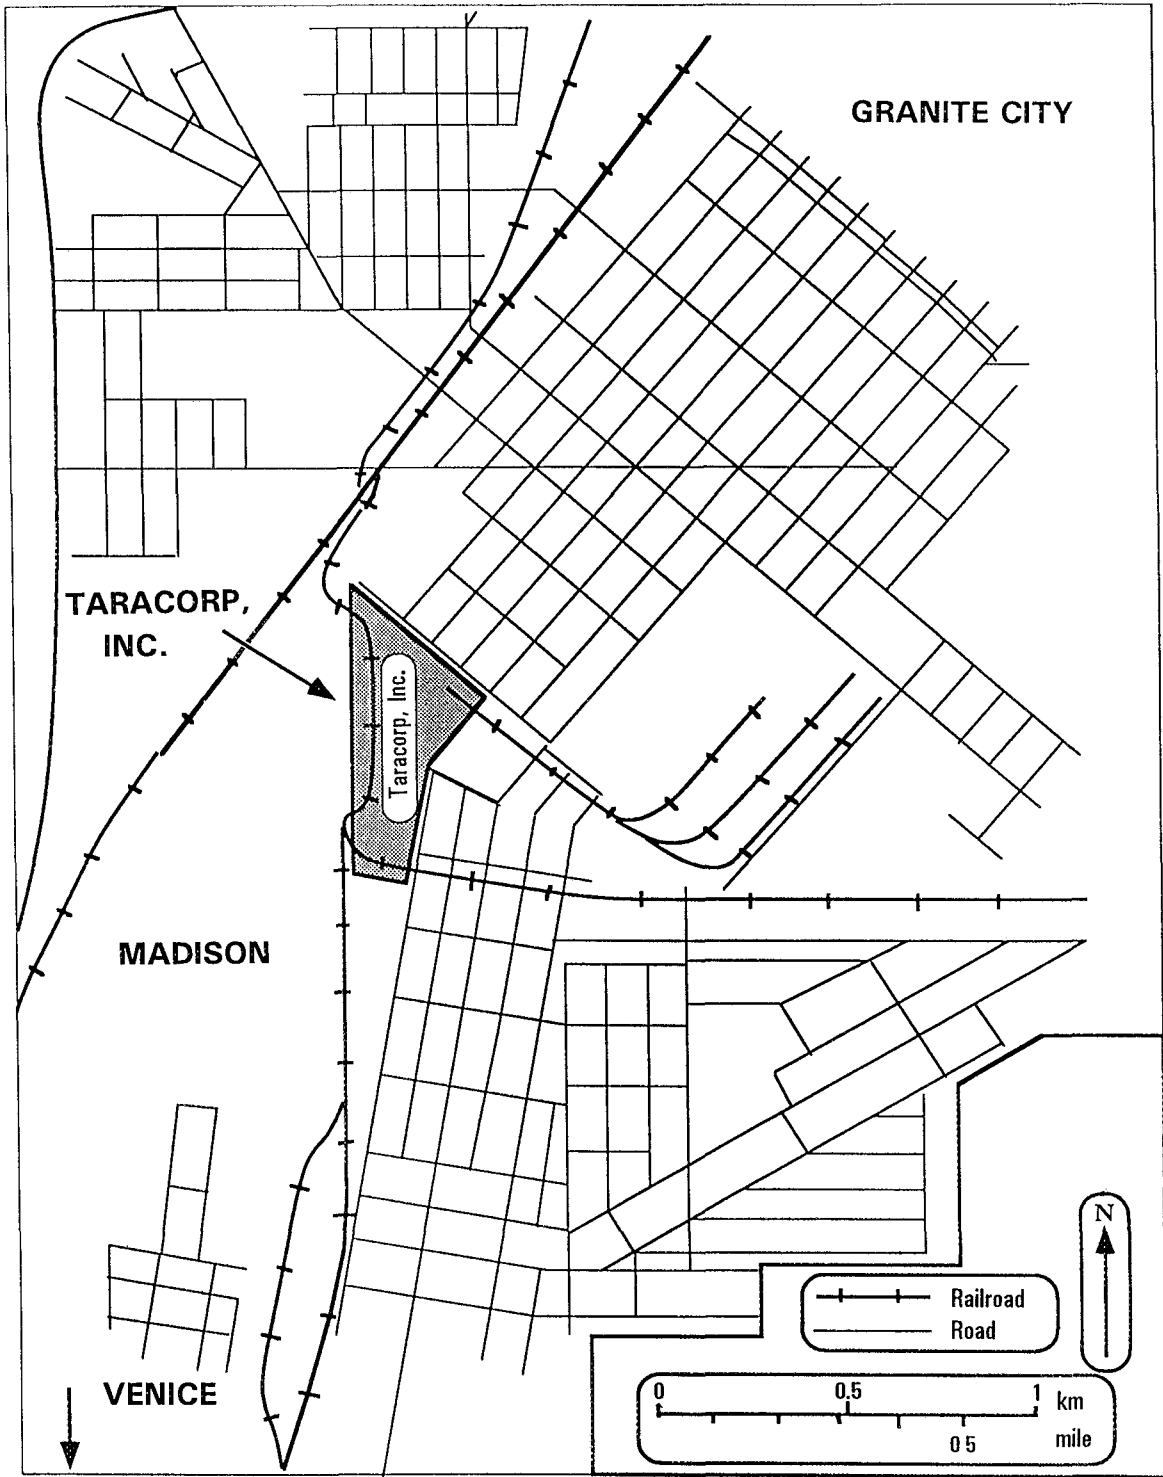 GRANITE CITY
TARACORP,
INC.
Taracorp, Inc.
MADISON
N
Railroad
Road
VENICE
0 0.5 1 km
0 5 mile